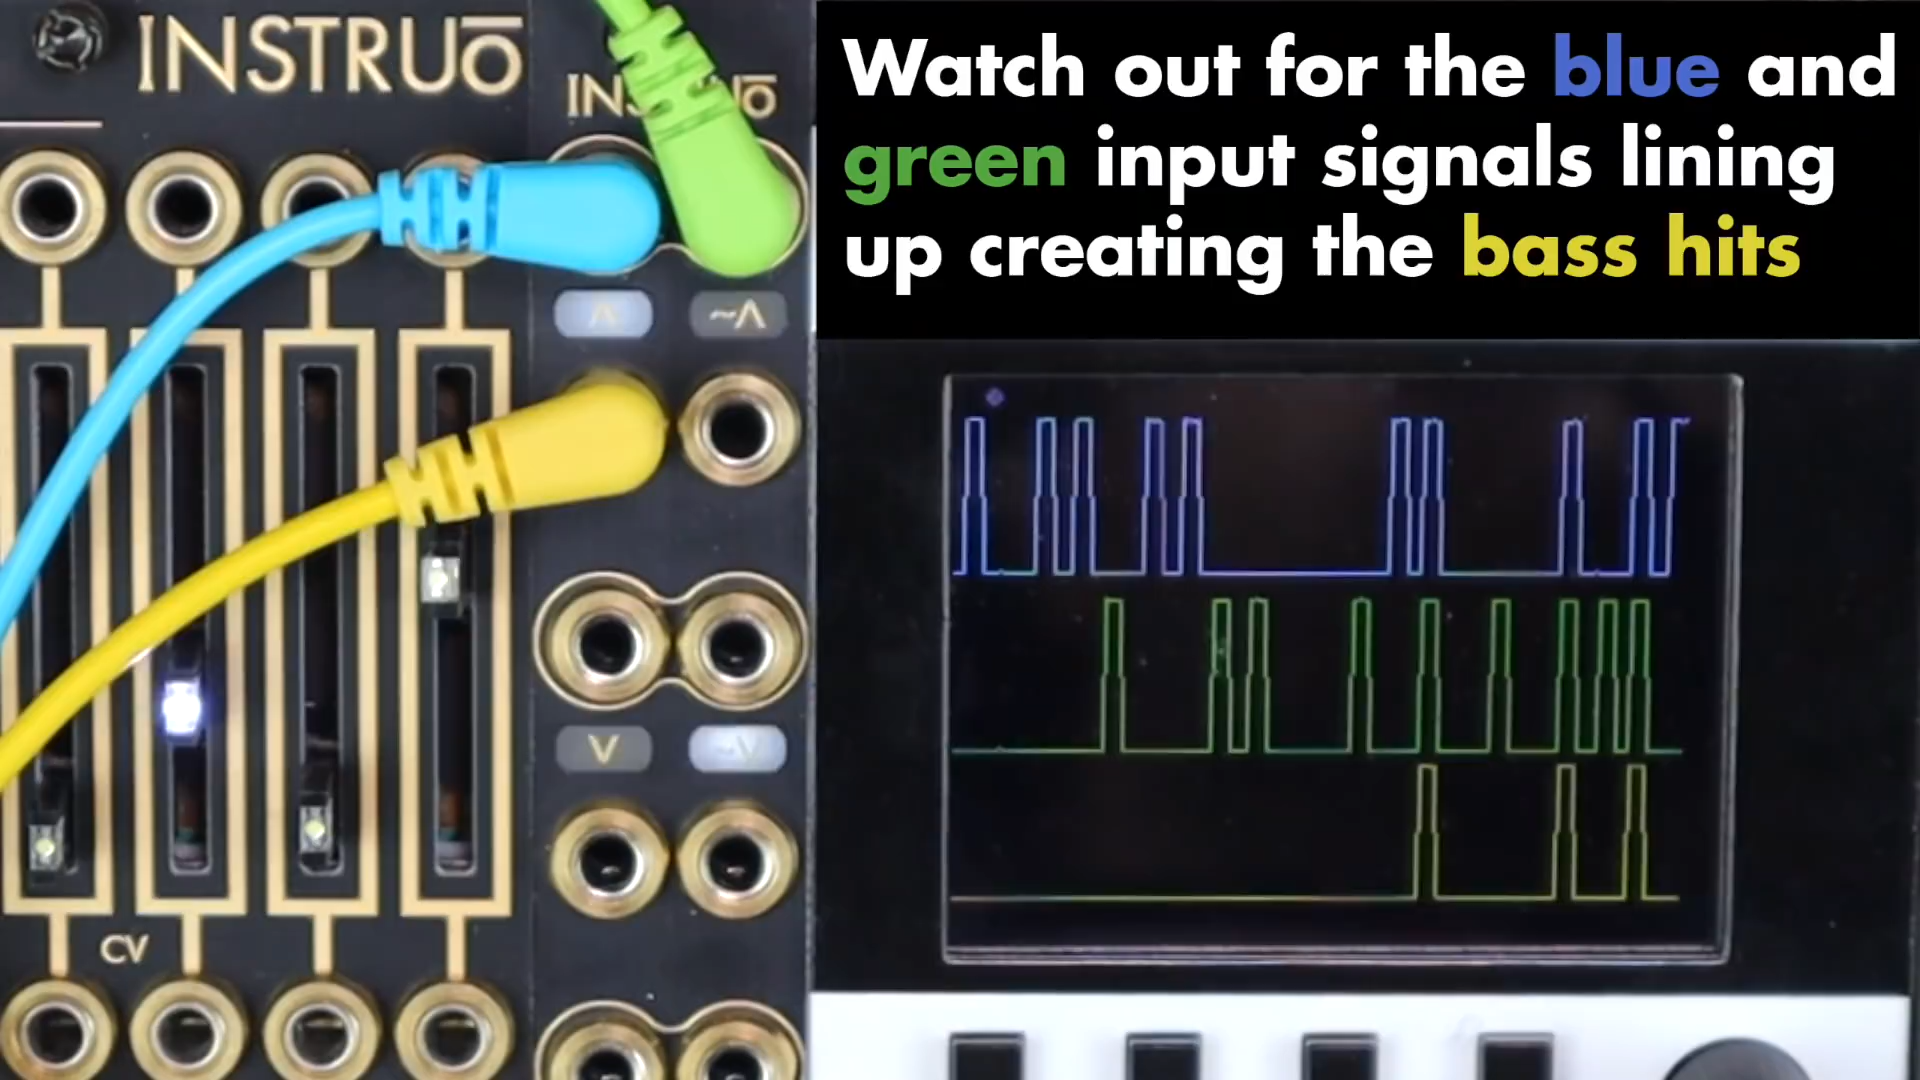 INSTRUō
Watch out for the blue and
green input signals lining
up creating the bass hits
~Λ
V
CV